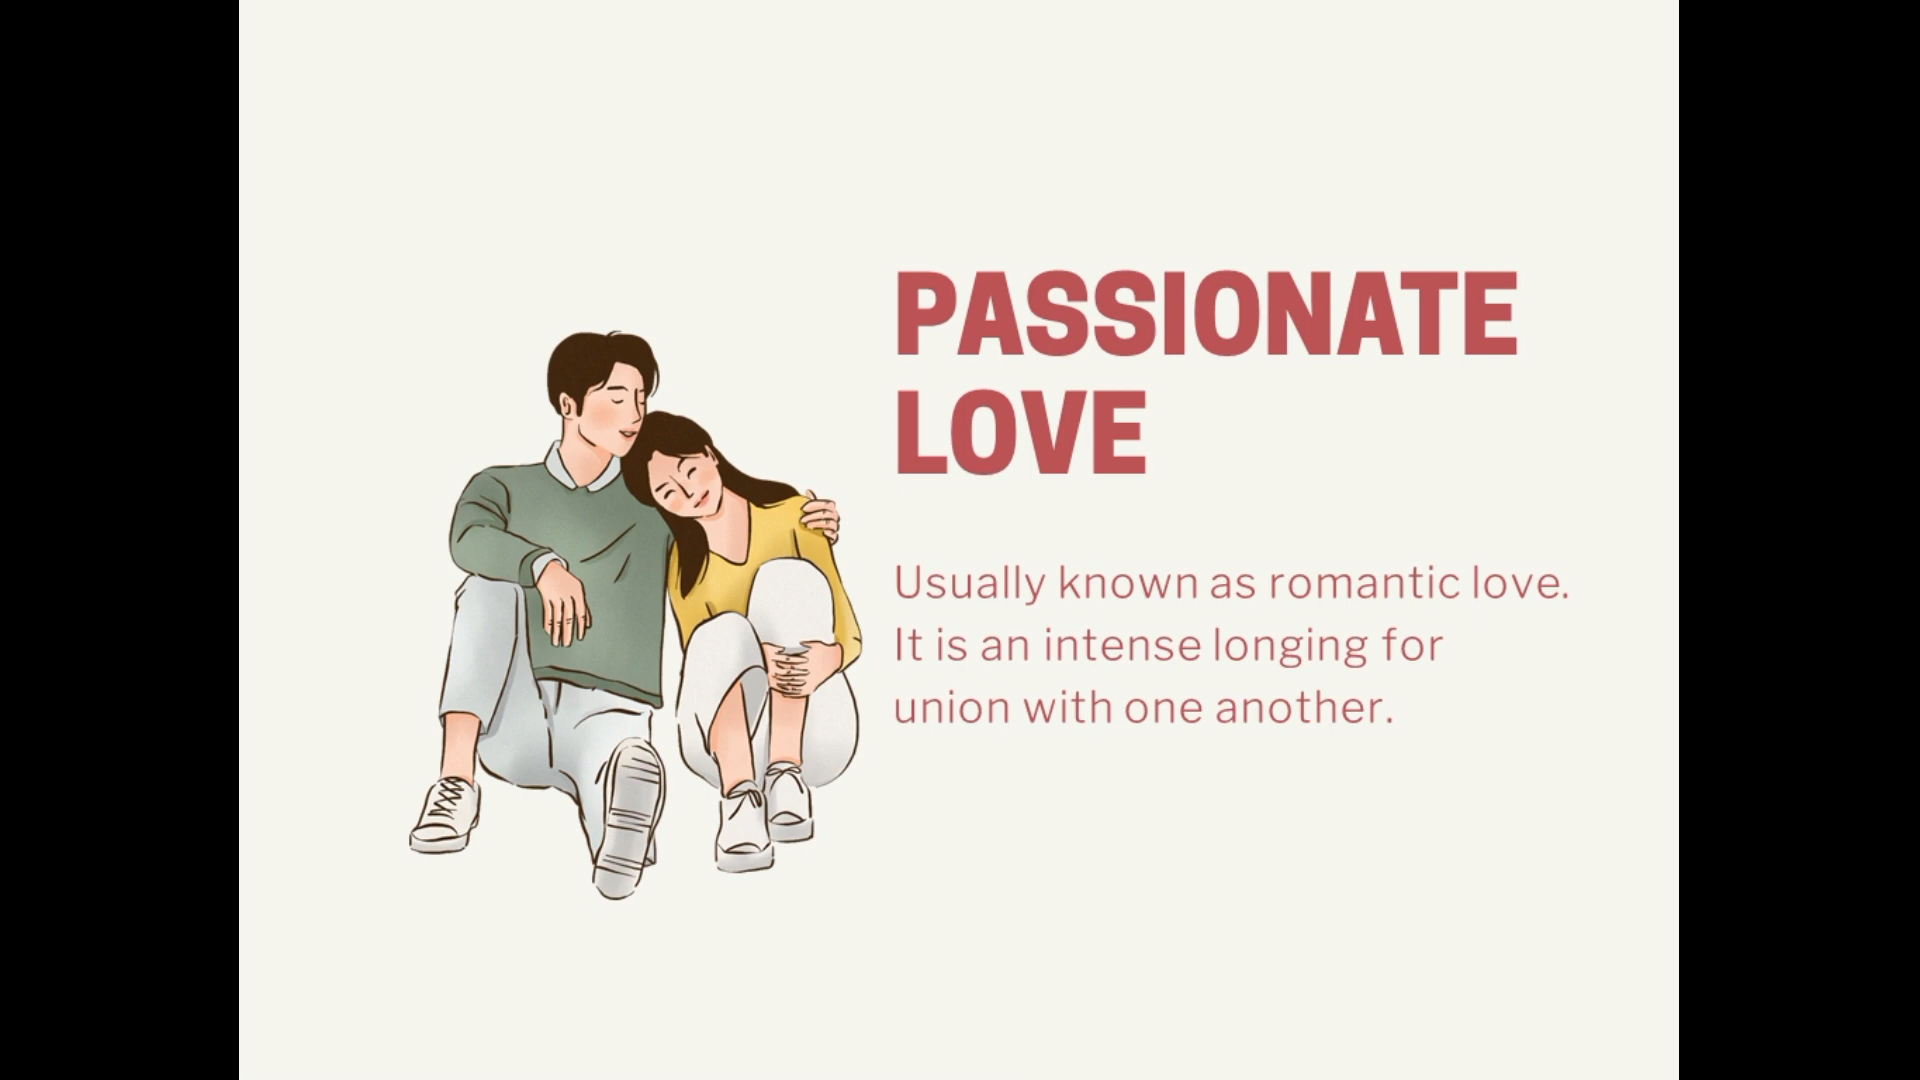 PASSIONATE
LOVE
Usually known as romantic love.
It is an intense longing for
union with one another.